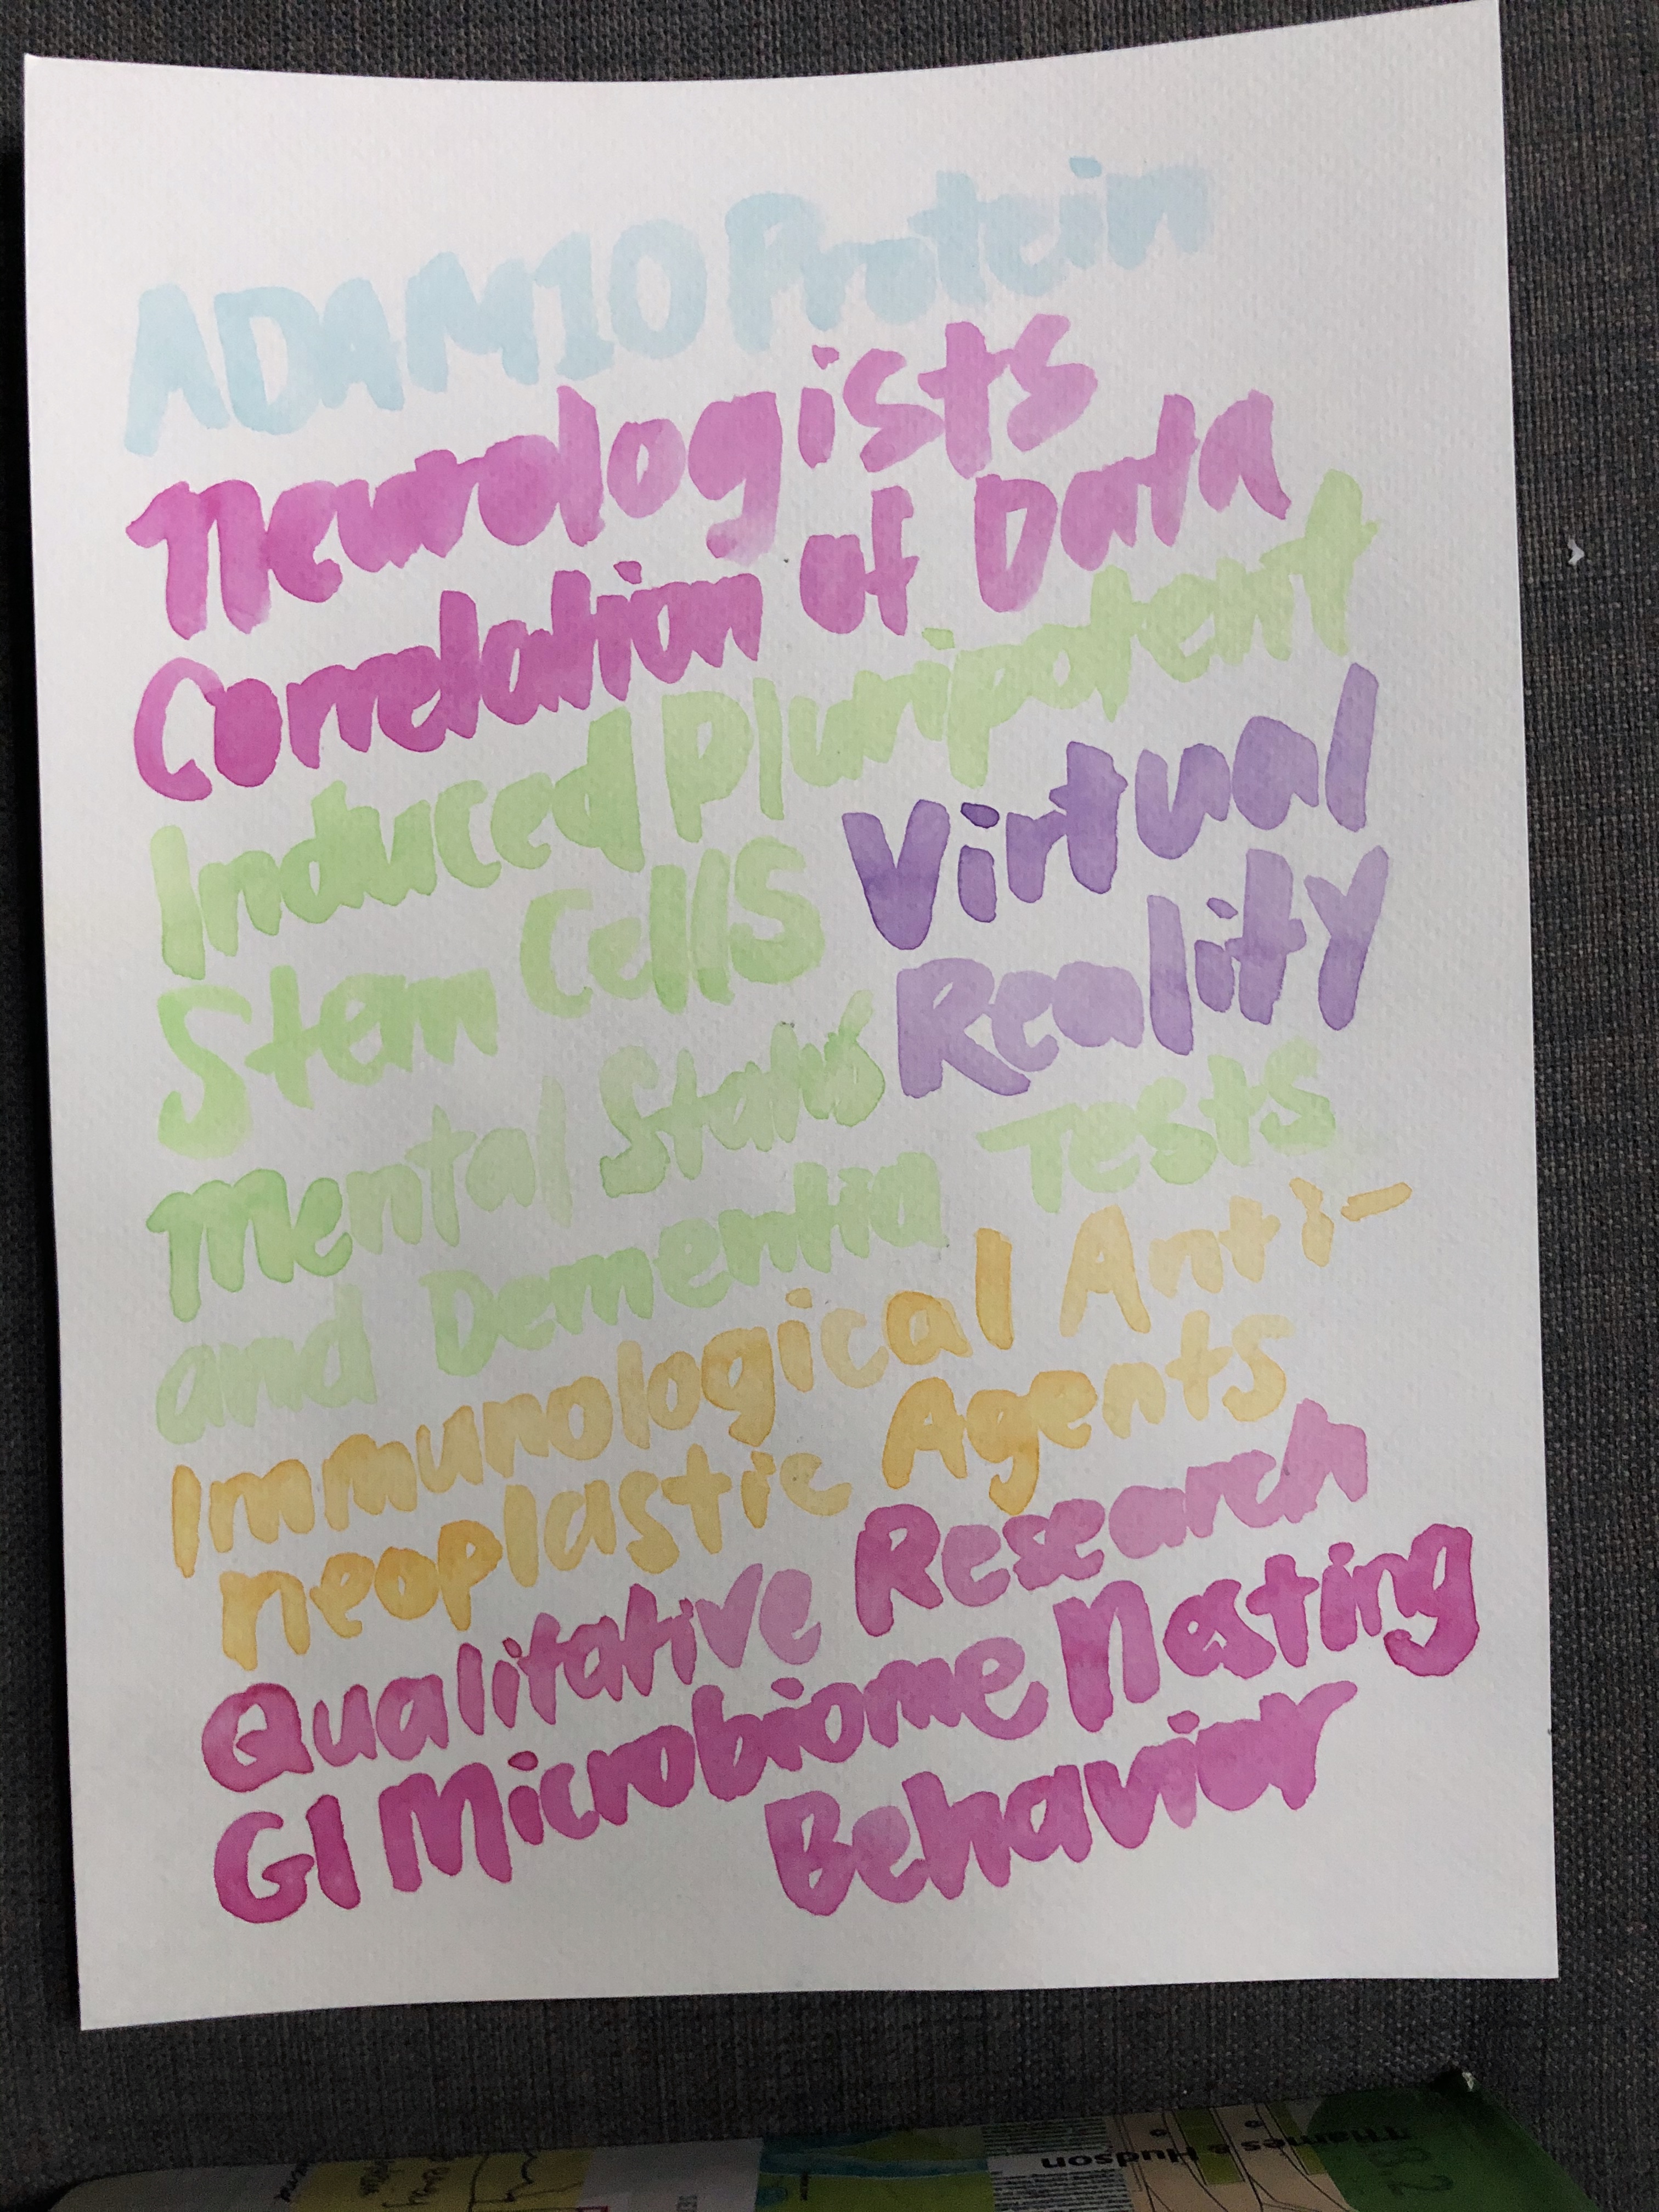 ADAM10 Protein
Neurologists
Correlation of Data
Induced Pluripotent
Stem Cells
Virtual
Reality
Mental Status
and Dementia Tests
Immunological Anti-
neoplastic Agents
Qualitative Research
GI Microbiome Nesting
Behavior
Thames & Hudson